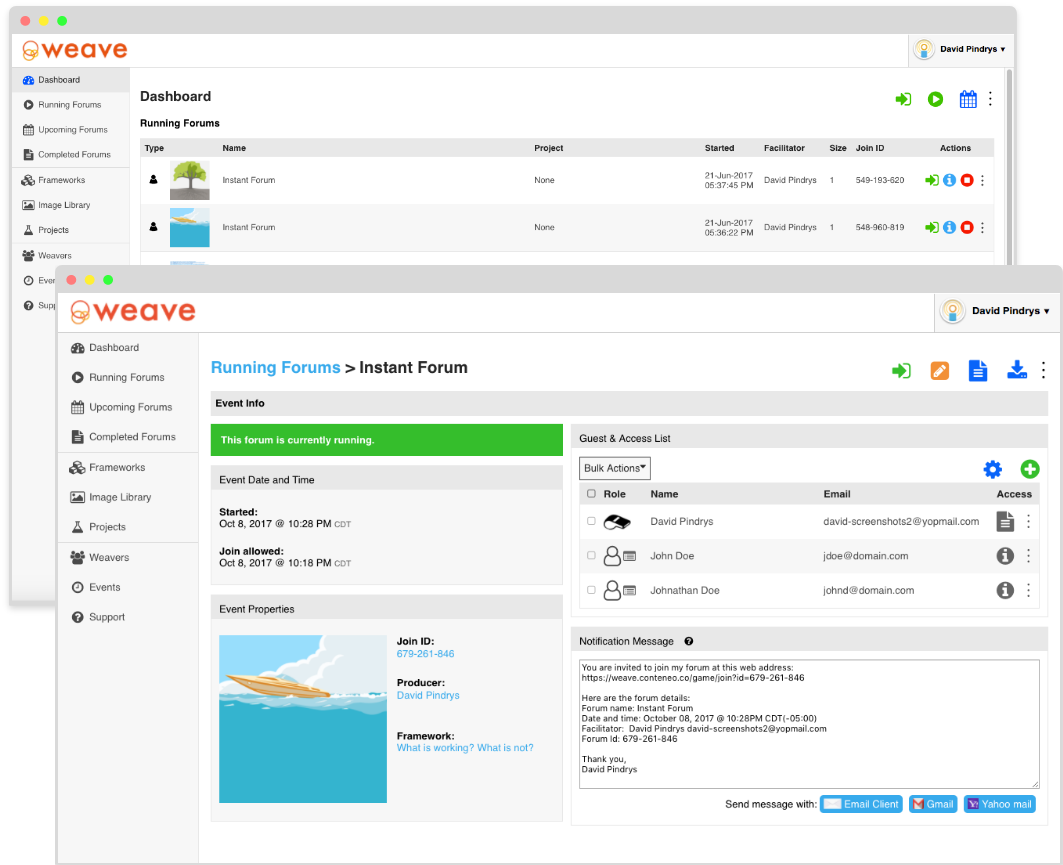 weave
David Pindrys ▾
Dashboard
Running Forums
Upcoming Forums
Completed Forums
Frameworks
Image Library
Projects
Weavers
Dashboard
Running Forums
Type Name Project Started Facilitator Size Join ID Actions
Instant Forum None 21-Jun-2017 05:37:45 PM David Pindrys 1 549-193-620
Instant Forum None 21-Jun-2017 05:36:22 PM David Pindrys 1 548-960-819
weave
David Pindrys ▾
Dashboard
Running Forums
Upcoming Forums
Completed Forums
Frameworks
Image Library
Projects
Weavers
Events
Support
Running Forums > Instant Forum
Event Info
This forum is currently running.
Event Date and Time
Started:
Oct 8, 2017 @ 10:28 PM CDT
Join allowed:
Oct 8, 2017 @ 10:18 PM CDT
Event Properties
Join ID:
679-261-846
Producer:
David Pindrys
Framework:
What is working? What is not?
Guest & Access List
Bulk Actions▾
Role Name Email Access
David Pindrys david-screenshots2@yopmail.com
John Doe jdoe@domain.com
Johnathan Doe johnd@domain.com
Notification Message
You are invited to join my forum at this web address:
https://weave.conteneo.co/game/join?id=679-261-846
Here are the forum details:
Forum name: Instant Forum
Date and time: October 08, 2017 @ 10:28PM CDT(-05:00)
Facilitator: David Pindrys david-screenshots2@yopmail.com
Forum Id: 679-261-846
Thank you,
David Pindrys
Send message with: Email Client Gmail Yahoo mail